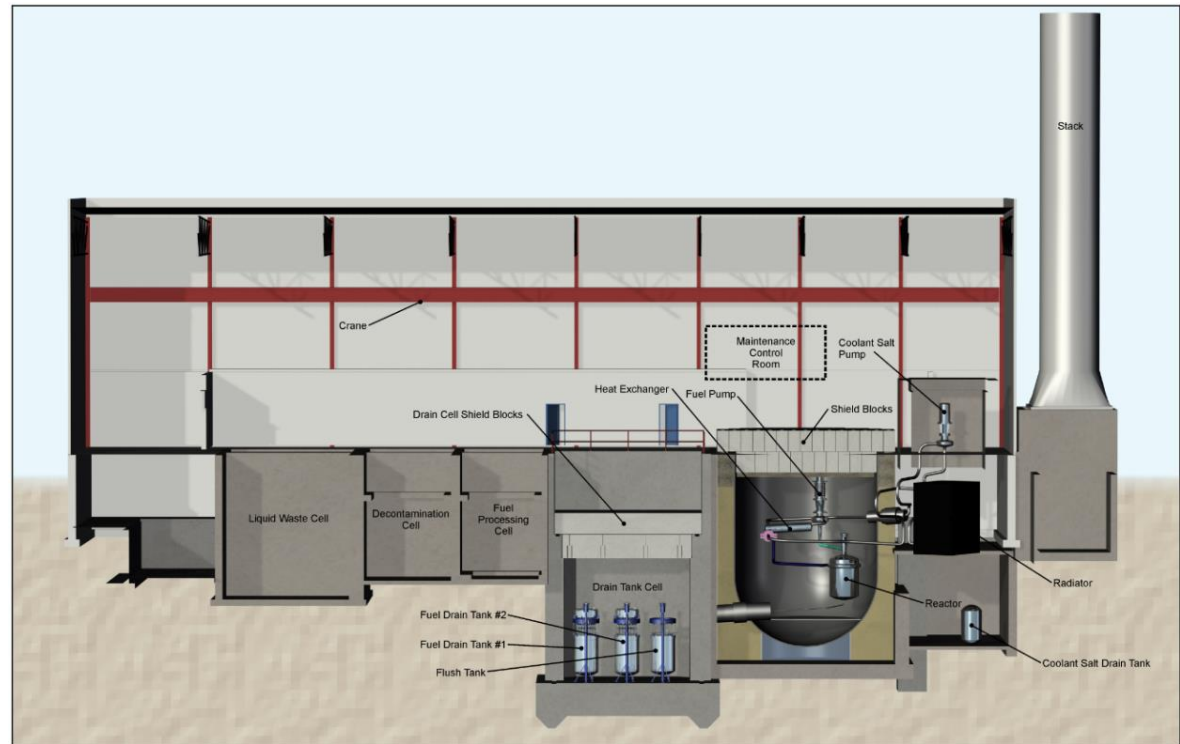 Stack
Crane
Maintenance
Control
Room
Coolant Salt
Pump
Heat Exchanger
Fuel Pump
Drain Cell Shield Blocks
Shield Blocks
Liquid Waste Cell
Decontamination
Cell
Fuel
Processing
Cell
Drain Tank Cell
Radiator
Reactor
Fuel Drain Tank #2
Fuel Drain Tank #1
Flush Tank
Coolant Salt Drain Tank